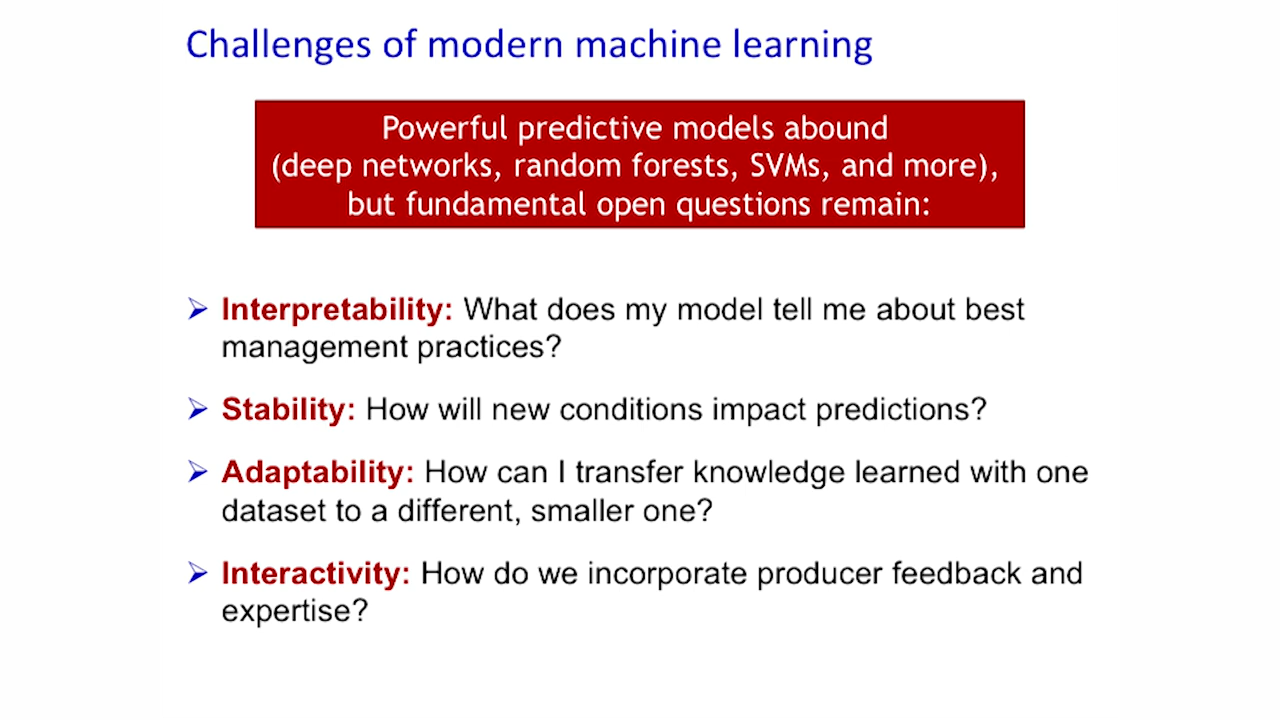 Challenges of modern machine learning
Powerful predictive models abound
(deep networks, random forests, SVMs, and more),
but fundamental open questions remain:
➢ Interpretability: What does my model tell me about best
management practices?
➢ Stability: How will new conditions impact predictions?
➢ Adaptability: How can I transfer knowledge learned with one
dataset to a different, smaller one?
➢ Interactivity: How do we incorporate producer feedback and
expertise?